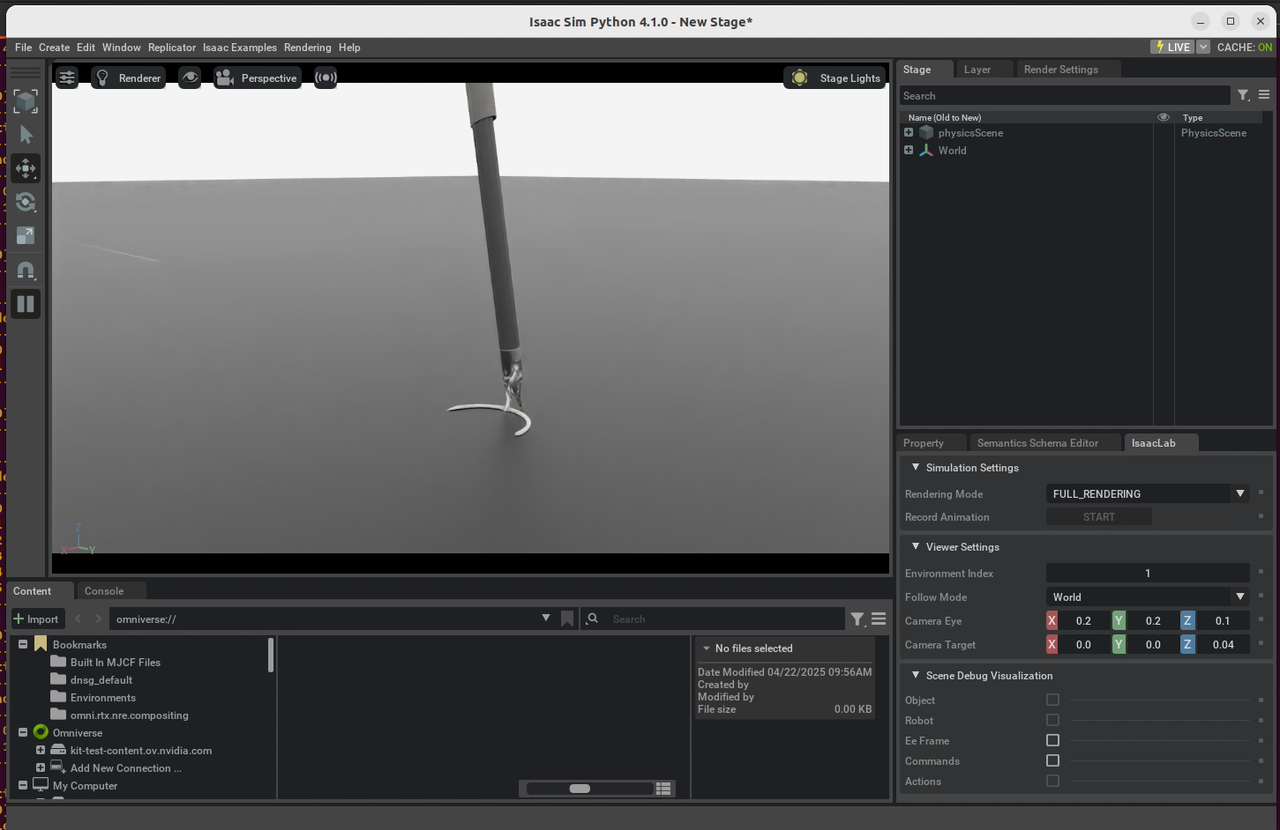 Isaac Sim Python 4.1.0 - New Stage*
File Create Edit Window Replicator Isaac Examples Rendering Help
LIVE CACHE: ON
Renderer Perspective Stage Lights
Stage Layer Render Settings
Search
Name (Old to New) Type
physicsScene PhysicsScene
World
Z
X Y
Property Semantics Schema Editor IsaacLab
Simulation Settings
Rendering Mode FULL_RENDERING
Record Animation START
Viewer Settings
Environment Index 1
Follow Mode World
Camera Eye X 0.2 Y 0.2 Z 0.1
Camera Target X 0.0 Y 0.0 Z 0.04
Scene Debug Visualization
Object
Robot
Ee Frame
Commands
Actions
Content Console
Import omniverse:// Search
Bookmarks
Built In MJCF Files
dnsg_default
Environments
omni.rtx.nre.compositing
Omniverse
kit-test-content.ov.nvidia.com
Add New Connection ...
My Computer
No files selected
Date Modified 04/22/2025 09:56AM
Created by
Modified by
File size 0.00 KB